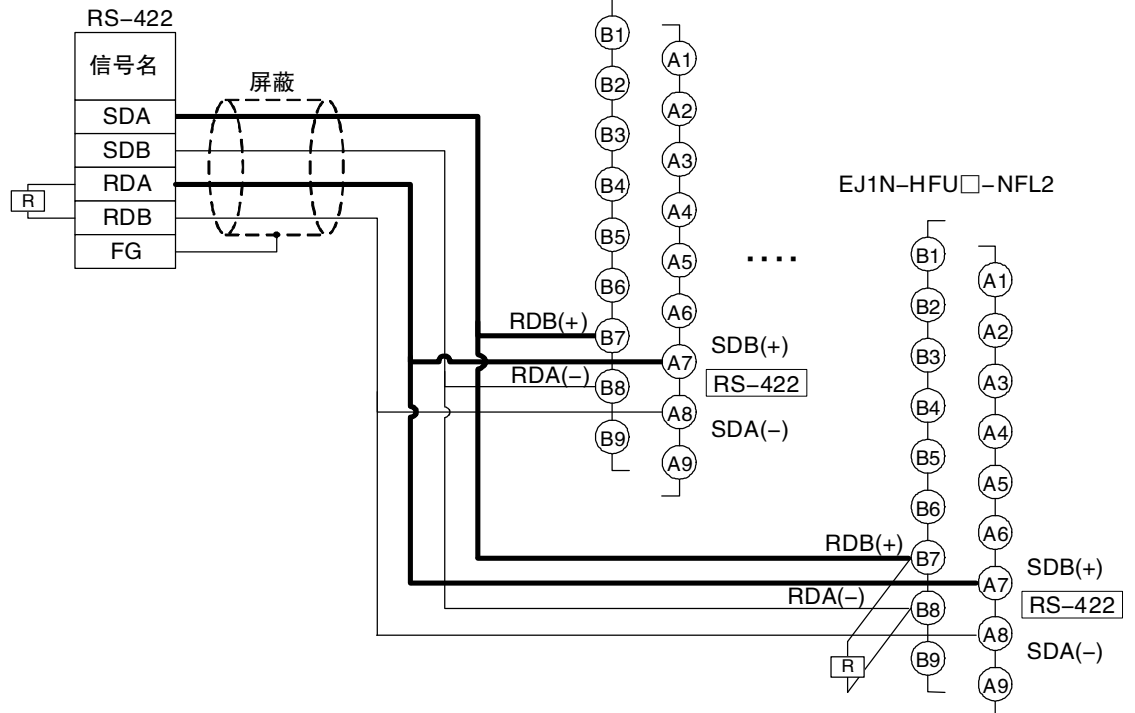 RS-422
信号名
SDA
SDB
RDA
RDB
FG
R
屏蔽
B1
B2
B3
B4
B5
B6
B7
B8
B9
A1
A2
A3
A4
A5
A6
A7
A8
A9
RDB(+)
RDA(−)
SDB(+)
RS-422
SDA(−)
....
EJ1N-HFU□-NFL2
B1
B2
B3
B4
B5
B6
B7
B8
B9
A1
A2
A3
A4
A5
A6
A7
A8
A9
RDB(+)
RDA(−)
R
SDB(+)
RS-422
SDA(−)